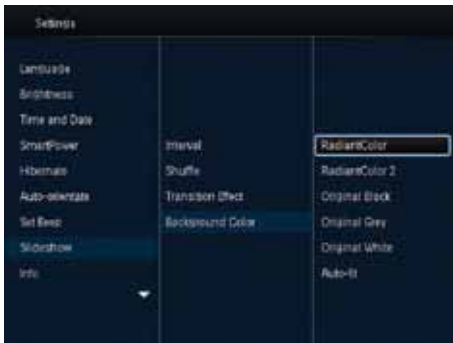 Settings
Language
Brightness
Time and Date
SmartPower
Hibernate
Auto-orientate
Set Beep
Slideshow
Info
Interval
Shuffle
Transition Effect
Background Color
RadiantColor
RadiantColor 2
Original Black
Original Grey
Original White
Auto-fit